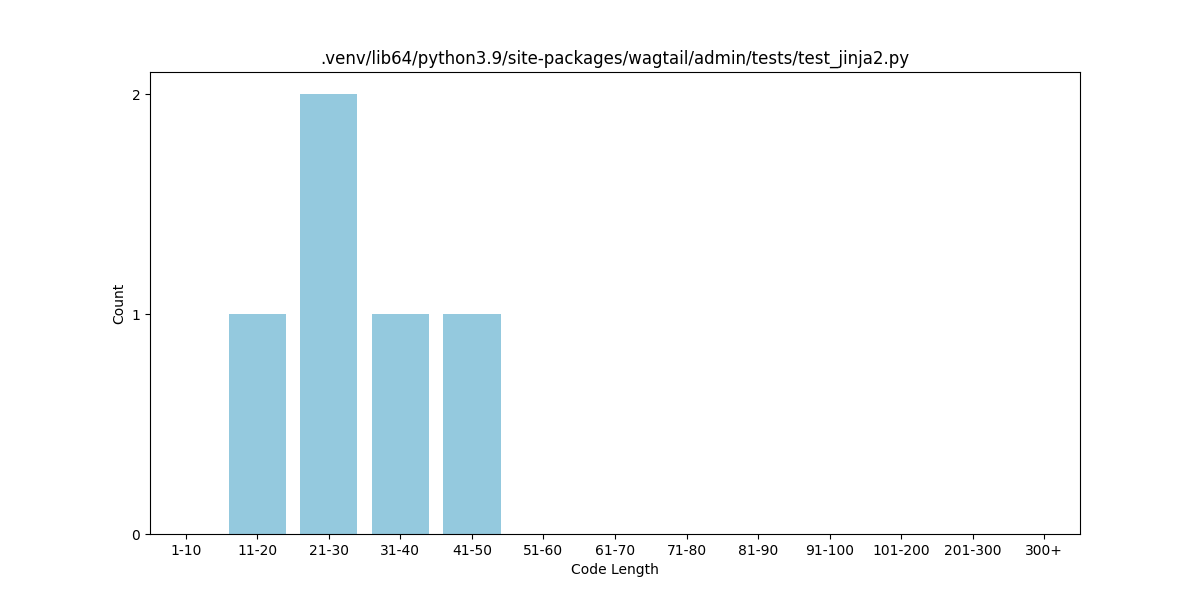 .venv/lib64/python3.9/site-packages/wagtail/admin/tests/test_jinja2.py
2
1
0
Count
1-10 11-20 21-30 31-40 41-50 51-60 61-70 71-80 81-90 91-100 101-200 201-300 300+
Code Length